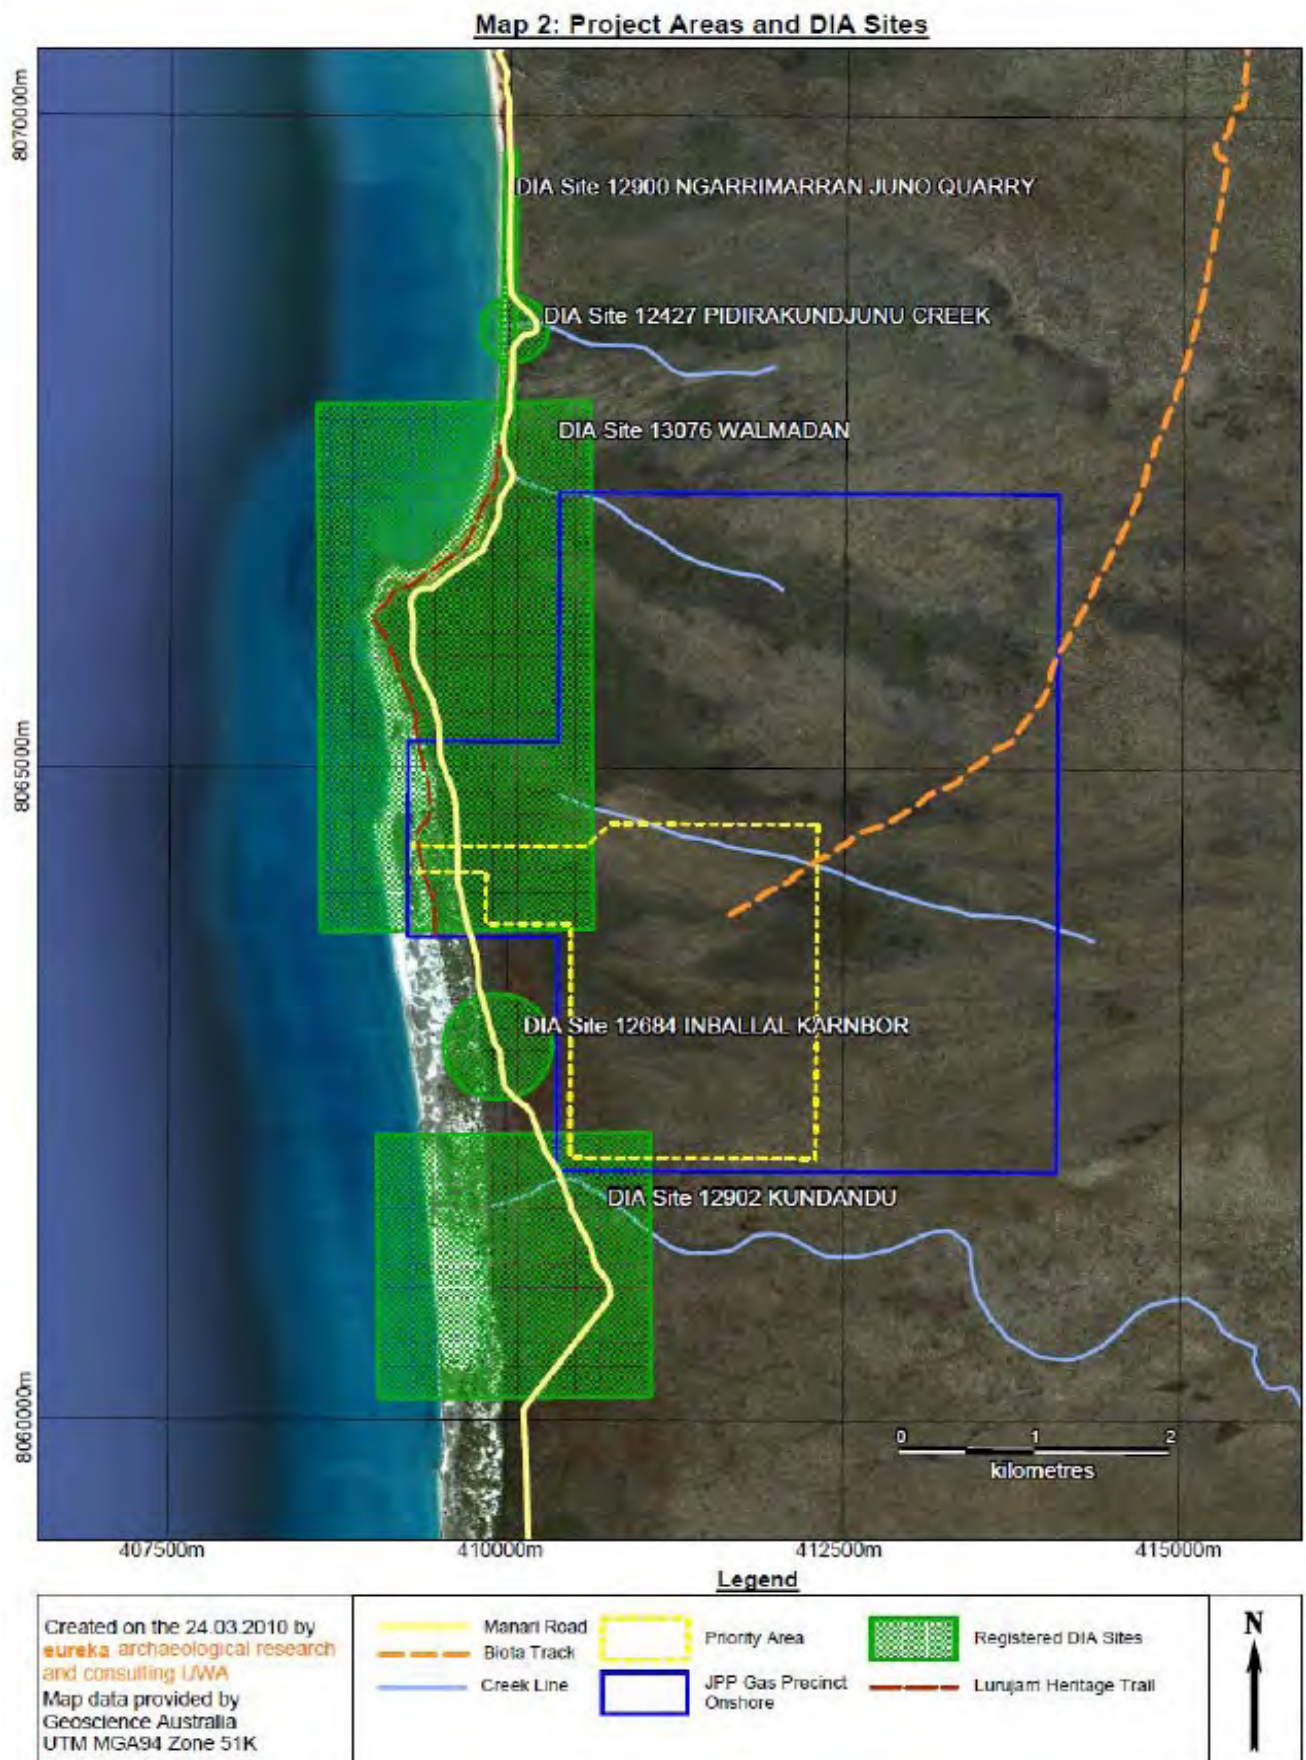 Map 2: Project Areas and DIA Sites
8070000m
DIA Site 12900 NGARRIMARRAN JUNO QUARRY
DIA Site 12427 PIDIRAKUNDJUNU CREEK
DIA Site 13076 WALMADAN
8065000m
DIA Site 12684 INBALLAL KARNBOR
DIA Site 12902 KUNDANDU
8060000m
0 1 2
kilometres
407500m 410000m 412500m 415000m
Legend
Created on the 24.03.2010 by
eureka archaeological research
and consulting UWA
Map data provided by
Geoscience Australia
UTM MGA94 Zone 51K
Manari Road
Biota Track
Creek Line
Priority Area
JPP Gas Precinct
Onshore
Registered DIA Sites
Lurujarri Heritage Trail
N